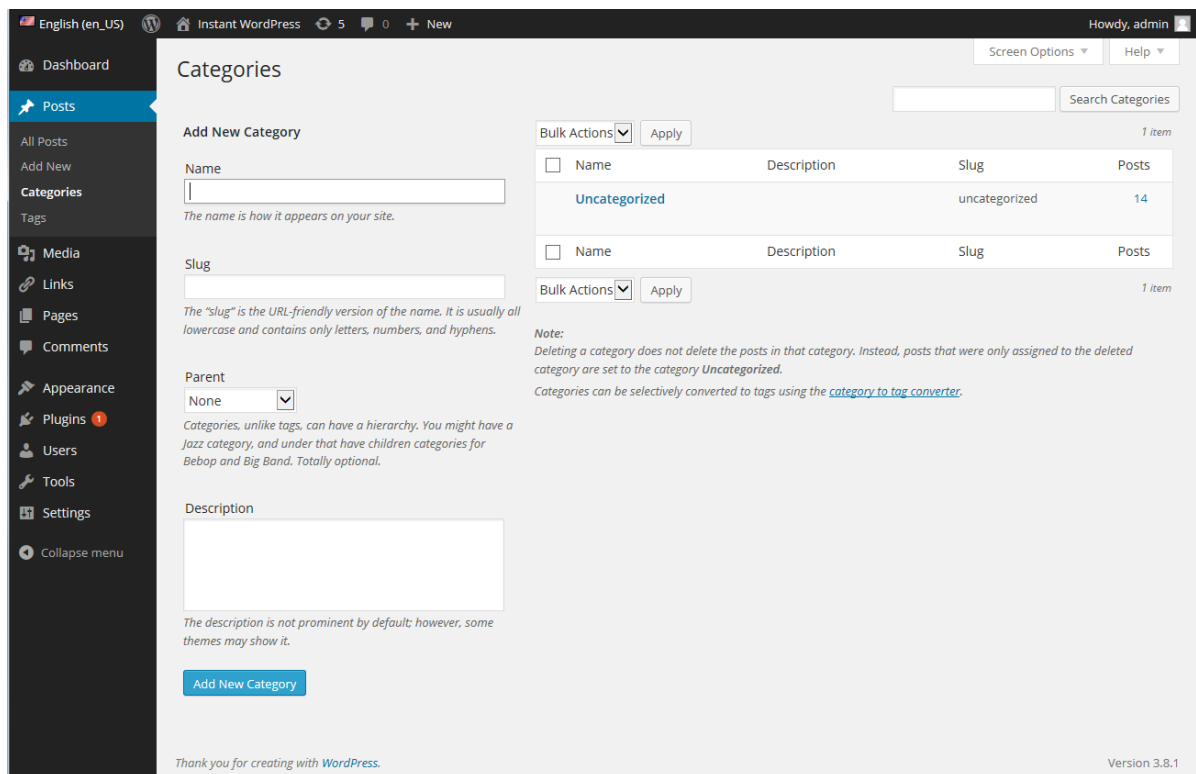 English (en_US) Instant WordPress 5 0 New Howdy, admin
Dashboard
Posts
All Posts
Add New
Categories
Tags
Media
Links
Pages
Comments
Appearance
Plugins 1
Users
Tools
Settings
Collapse menu
Screen Options Help
Categories
Search Categories
Add New Category
Name
The name is how it appears on your site.
Slug
The “slug” is the URL-friendly version of the name. It is usually all
lowercase and contains only letters, numbers, and hyphens.
Parent
None
Categories, unlike tags, can have a hierarchy. You might have a
Jazz category, and under that have children categories for
Bebop and Big Band. Totally optional.
Description
The description is not prominent by default; however, some
themes may show it.
Add New Category
Bulk Actions Apply 1 item
Name Description Slug Posts
Uncategorized uncategorized 14
Name Description Slug Posts
Bulk Actions Apply 1 item
Note:
Deleting a category does not delete the posts in that category. Instead, posts that were only assigned to the deleted
category are set to the category Uncategorized.
Categories can be selectively converted to tags using the category to tag converter.
Thank you for creating with WordPress. Version 3.8.1